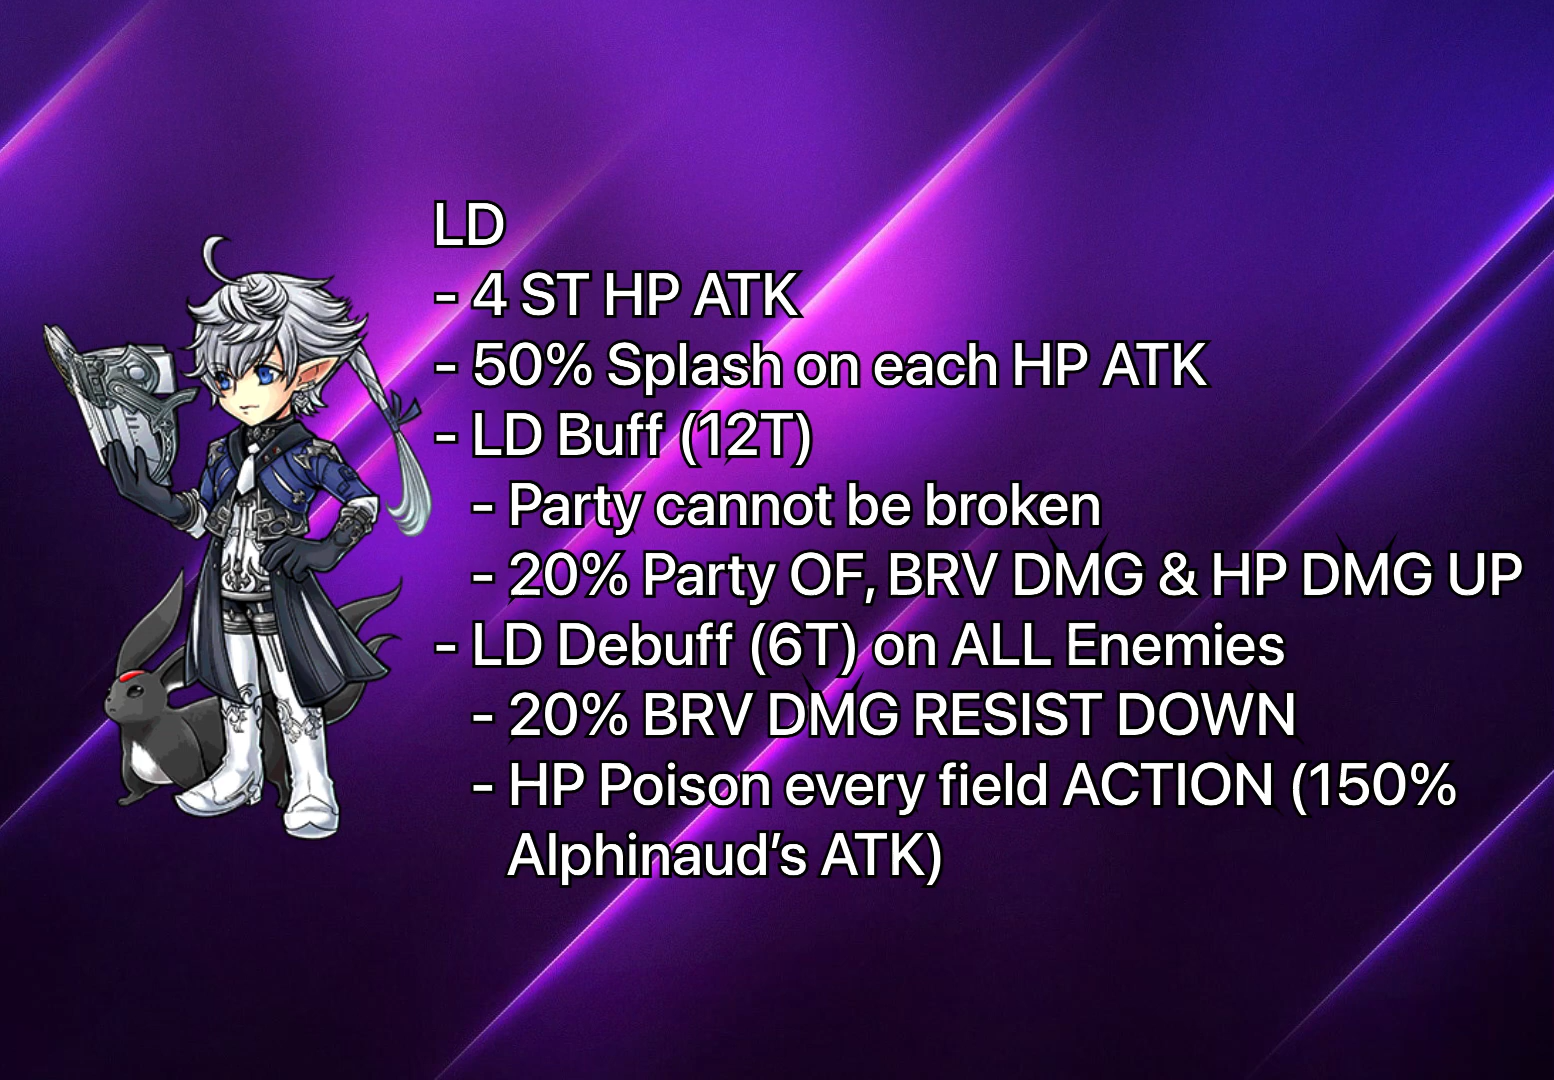 LD
- 4 ST HP ATK
- 50% Splash on each HP ATK
- LD Buff (12T)
- Party cannot be broken
- 20% Party OF, BRV DMG & HP DMG UP
- LD Debuff (6T) on ALL Enemies
- 20% BRV DMG RESIST DOWN
- HP Poison every field ACTION (150%
Alphinaud's ATK)